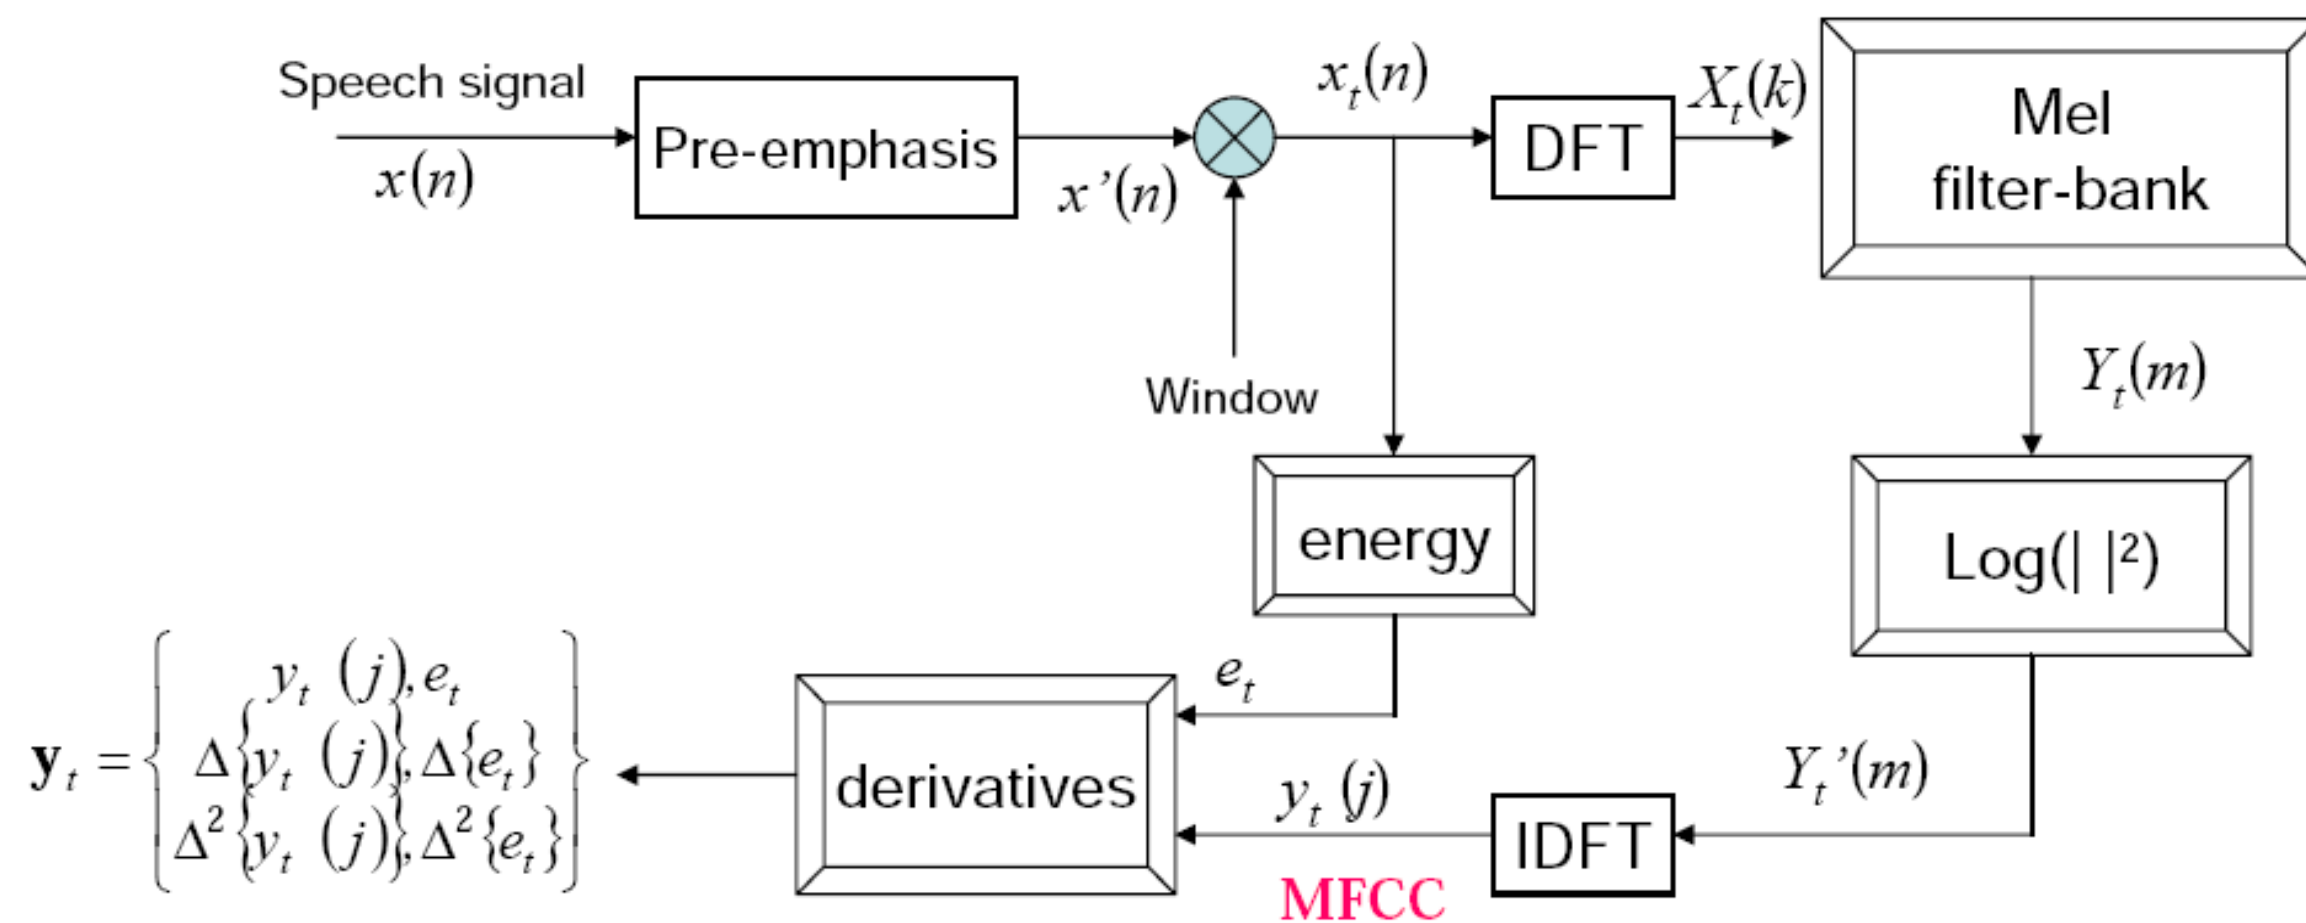 Speech signal
x(n)
Pre-emphasis
x'(n)
Window
x_t(n)
DFT
X_t(k)
Mel
filter-bank
Y_t(m)
Log(| |²)
Y_t'(m)
IDFT
y_t (j)
MFCC
energy
e_t
derivatives
y_t = { y_t (j), e_t
Δ{y_t (j)}, Δ{e_t}
Δ²{y_t (j)}, Δ²{e_t} }